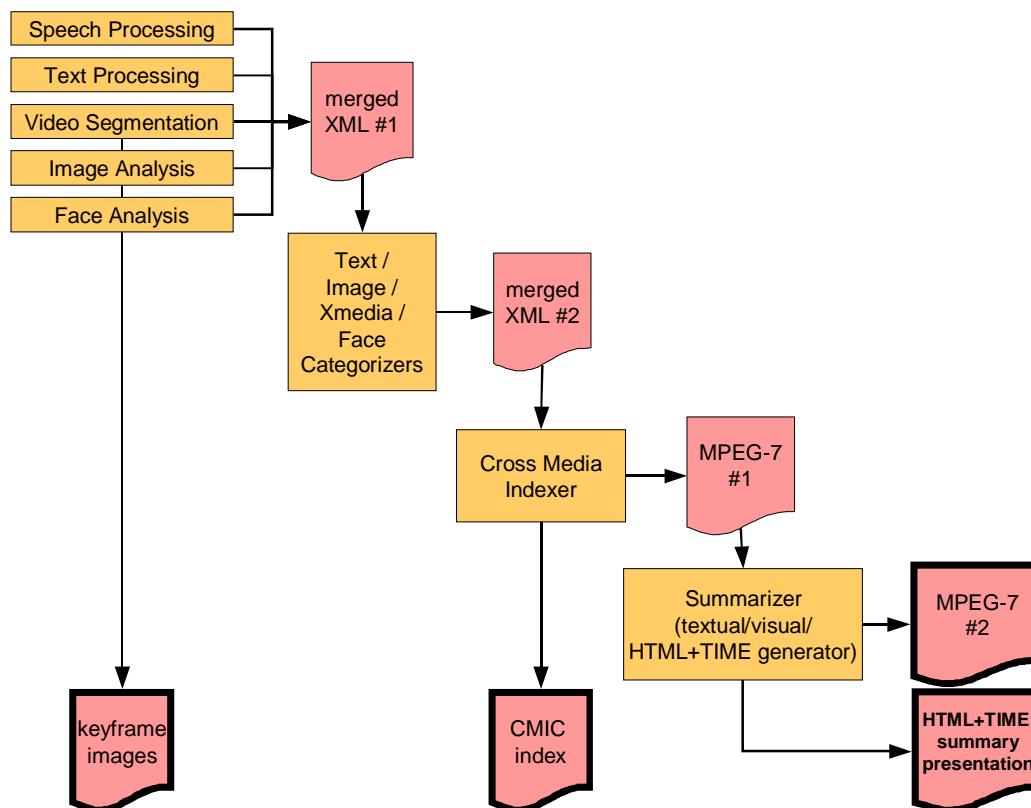 Speech Processing
Text Processing
Video Segmentation
Image Analysis
Face Analysis
merged
XML #1
Text /
Image /
Xmedia /
Face
Categorizers
merged
XML #2
Cross Media
Indexer
MPEG-7
#1
Summarizer
(textual/visual/
HTML+TIME generator)
MPEG-7
#2
keyframe
images
CMIC
index
HTML+TIME
summary
presentation